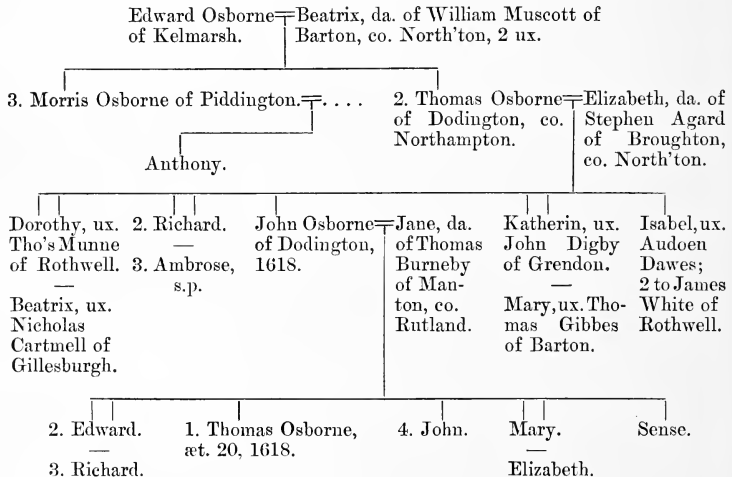 Edward Osborne=Beatrix, da. of William Muscott of
of Kelmarsh. Barton, co. North'ton, 2 ux.
3. Morris Osborne of Piddington.=. . . . 2. Thomas Osborne=Elizabeth, da. of
of Dodington, co. Stephen Agard
Northampton. of Broughton,
co. North'ton.
Anthony.
Dorothy, ux. 2. Richard. John Osborne=Jane, da. Katherin, ux. Isabel, ux.
Tho's Munne — of Dodington, of Thomas John Digby Audoen
of Rothwell. 3. Ambrose, 1618. Burneby of Grendon. Dawes;
— s.p. of Man- — 2 to James
Beatrix, ux. ton, co. Mary, ux. Tho- White of
Nicholas Rutland. mas Gibbes Rothwell.
Cartmell of of Barton.
Gillesburgh.
2. Edward. 1. Thomas Osborne, 4. John. Mary. Sense.
— æt. 20, 1618. —
3. Richard. Elizabeth.